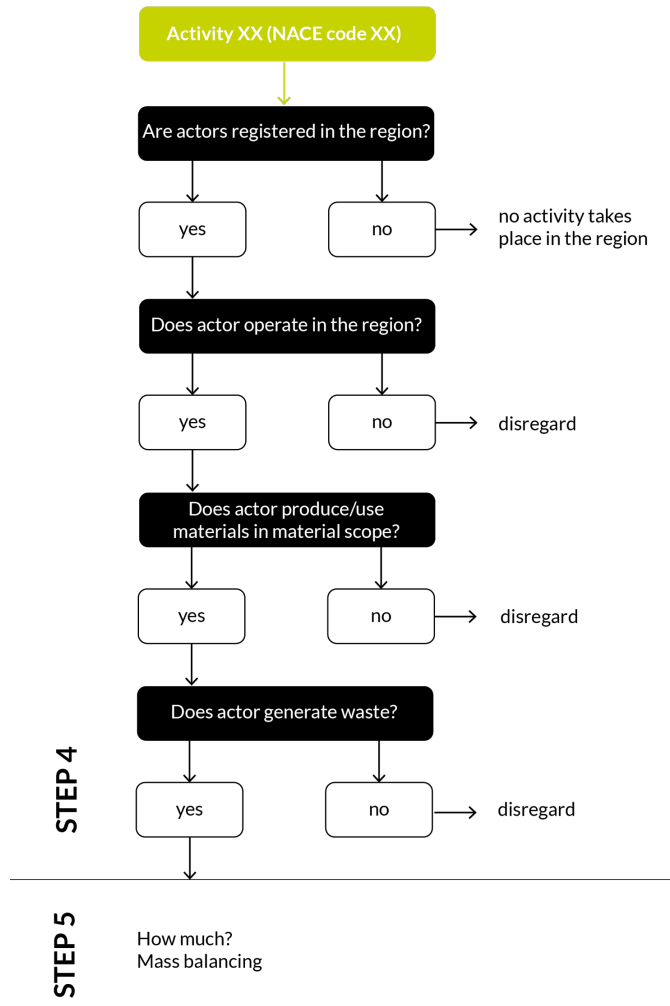 Activity XX (NACE code XX)
Are actors registered in the region?
yes
no
no activity takes
place in the region
Does actor operate in the region?
yes
no
disregard
Does actor produce/use
materials in material scope?
yes
no
disregard
Does actor generate waste?
STEP 4
yes
no
disregard
STEP 5
How much?
Mass balancing